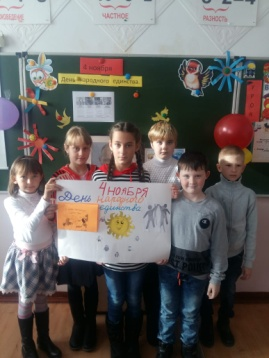 ЧАСТНОЕ
РАЗНОСТЬ
4 ноября
День народного единства
4 НОЯБРЯ
День народного
единства